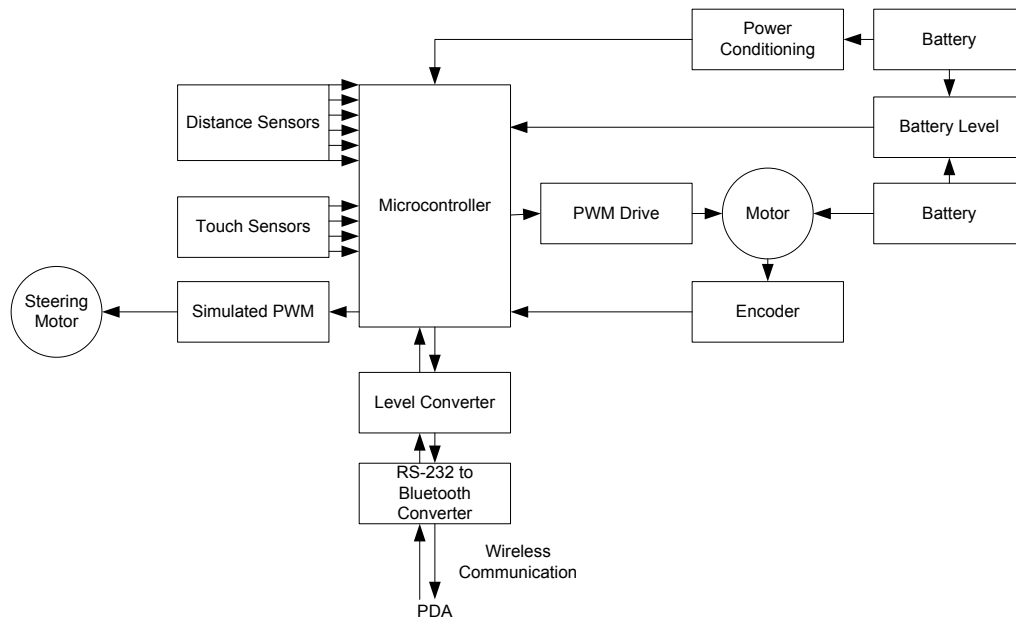 Power
Conditioning
Battery
Distance Sensors
Battery Level
Microcontroller
Touch Sensors
PWM Drive
Motor
Battery
Steering
Motor
Simulated PWM
Encoder
Level Converter
RS-232 to
Bluetooth
Converter
Wireless
Communication
PDA